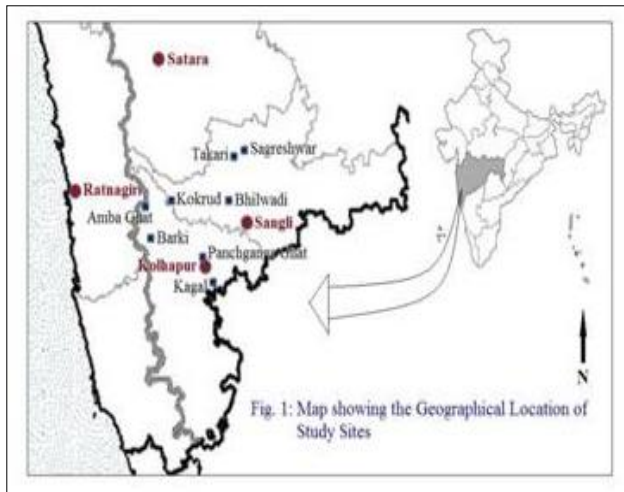 Satara
Takari
Sagreshwar
Ratnagiri
Kokrud
Bhilwadi
Amba Ghat
Sangli
Barki
Panchganga Ghat
Kolhapur
Kagal
N
Fig. 1: Map showing the Geographical Location of
Study Sites